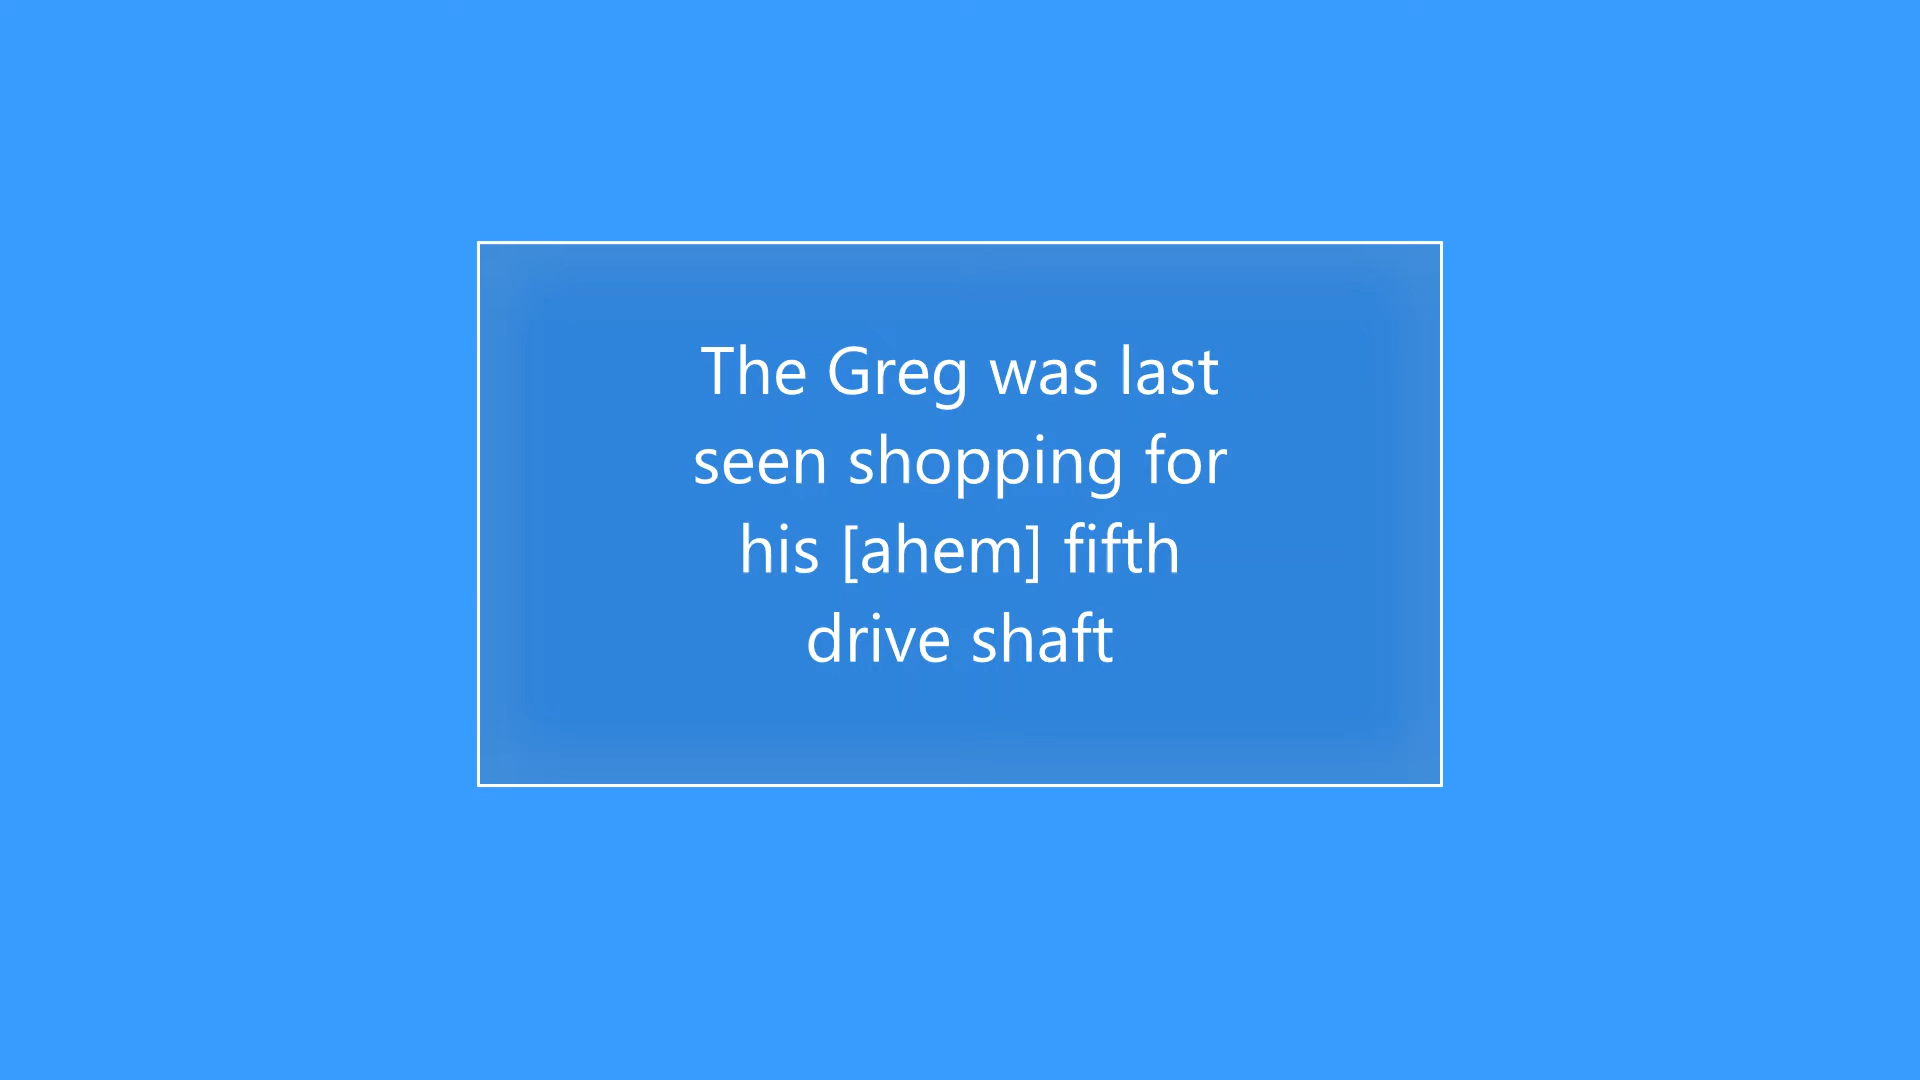 The Greg was last
seen shopping for
his [ahem] fifth
drive shaft